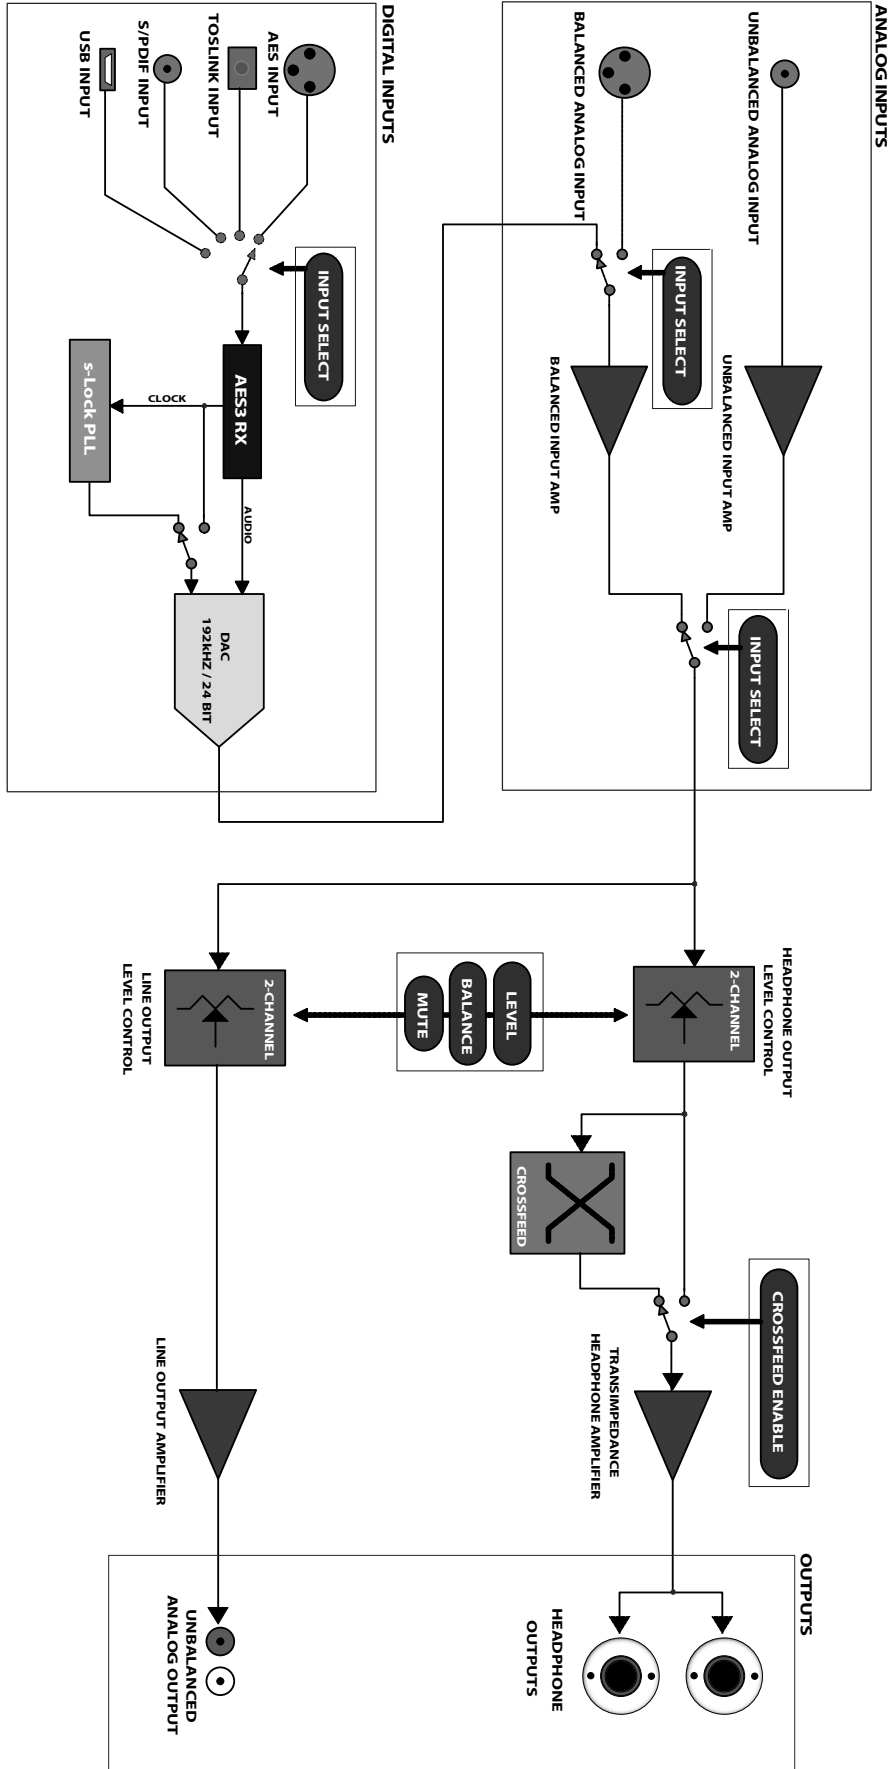 ANALOG INPUTS
UNBALANCED ANALOG INPUT
UNBALANCED INPUT AMP
INPUT SELECT
BALANCED ANALOG INPUT
INPUT SELECT
BALANCED INPUT AMP
DIGITAL INPUTS
AES INPUT
TOSLINK INPUT
S/PDIF INPUT
USB INPUT
INPUT SELECT
AES3 RX
AUDIO
CLOCK
s-Lock PLL
DAC
192kHZ / 24 BIT
HEADPHONE OUTPUT
LEVEL CONTROL
2-CHANNEL
LEVEL
BALANCE
MUTE
2-CHANNEL
LINE OUTPUT
LEVEL CONTROL
CROSSFEED
CROSSFEED ENABLE
TRANSIMPEDANCE
HEADPHONE AMPLIFIER
LINE OUTPUT AMPLIFIER
OUTPUTS
HEADPHONE
OUTPUTS
UNBALANCED
ANALOG OUTPUT